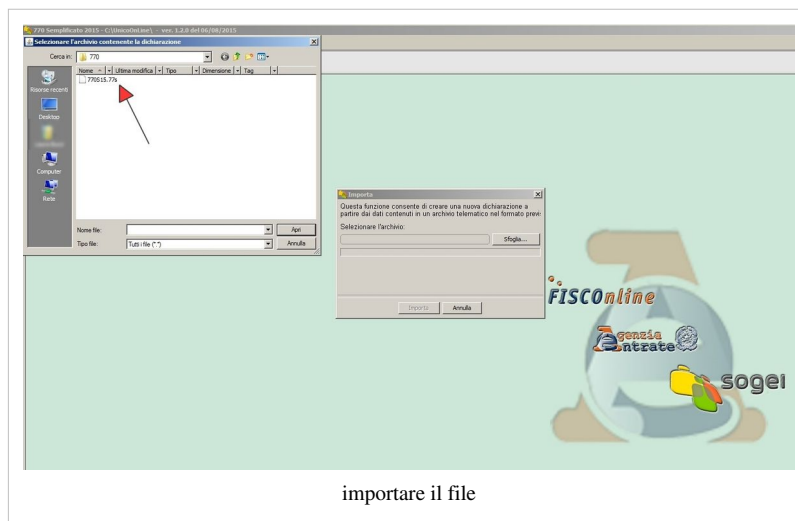 770 Semplificato 2015 - C:\UnicoOnLine\ - ver. 1.2.0 del 06/08/2015
Selezionare l'archivio contenente la dichiarazione
Cerca in: 770
Nome Ultima modifica Tipo Dimensione Tag
770S15.77s
Risorse recenti
Desktop
Computer
Rete
Nome file: Apri
Tipo file: Tutti i file (*.*) Annulla
Importa
Questa funzione consente di creare una nuova dichiarazione a
partire dai dati contenuti in un archivio telematico nel formato previ
Selezionare l'archivio:
Sfoglia...
Importa Annulla
FISCOnline
Agenzia
Entrate
sogei
importare il file